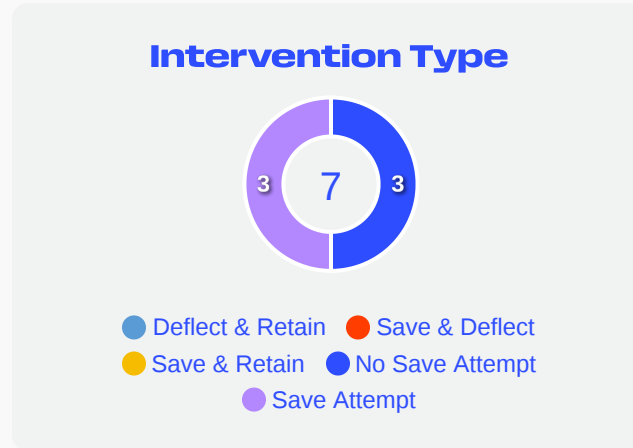 Intervention Type
3 7 3
Deflect & Retain Save & Deflect
Save & Retain No Save Attempt
Save Attempt